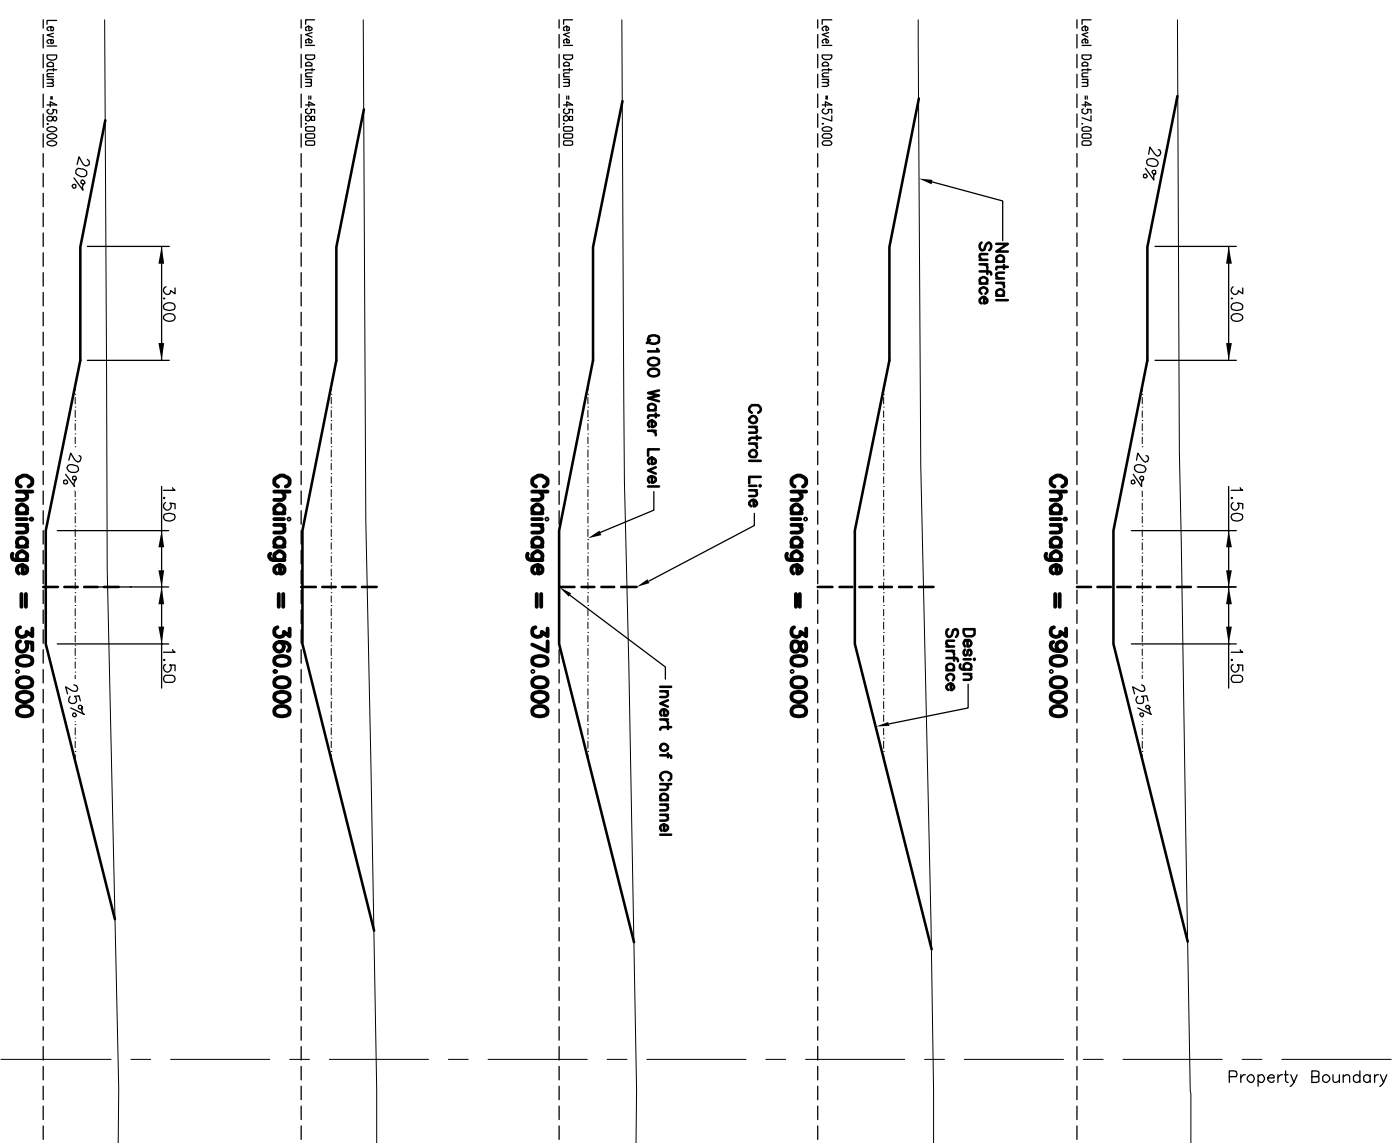 Level Datum =458.000
20%
3.00
20%
1.50
1.50
25%
Chainage = 350.000
Level Datum =458.000
Chainage = 360.000
Level Datum =458.000
Q100 Water Level
Control Line
Invert of Channel
Chainage = 370.000
Level Datum =457.000
Natural
Surface
Design
Surface
Chainage = 380.000
Level Datum =457.000
20%
3.00
20%
1.50
1.50
25%
Chainage = 390.000
Property Boundary